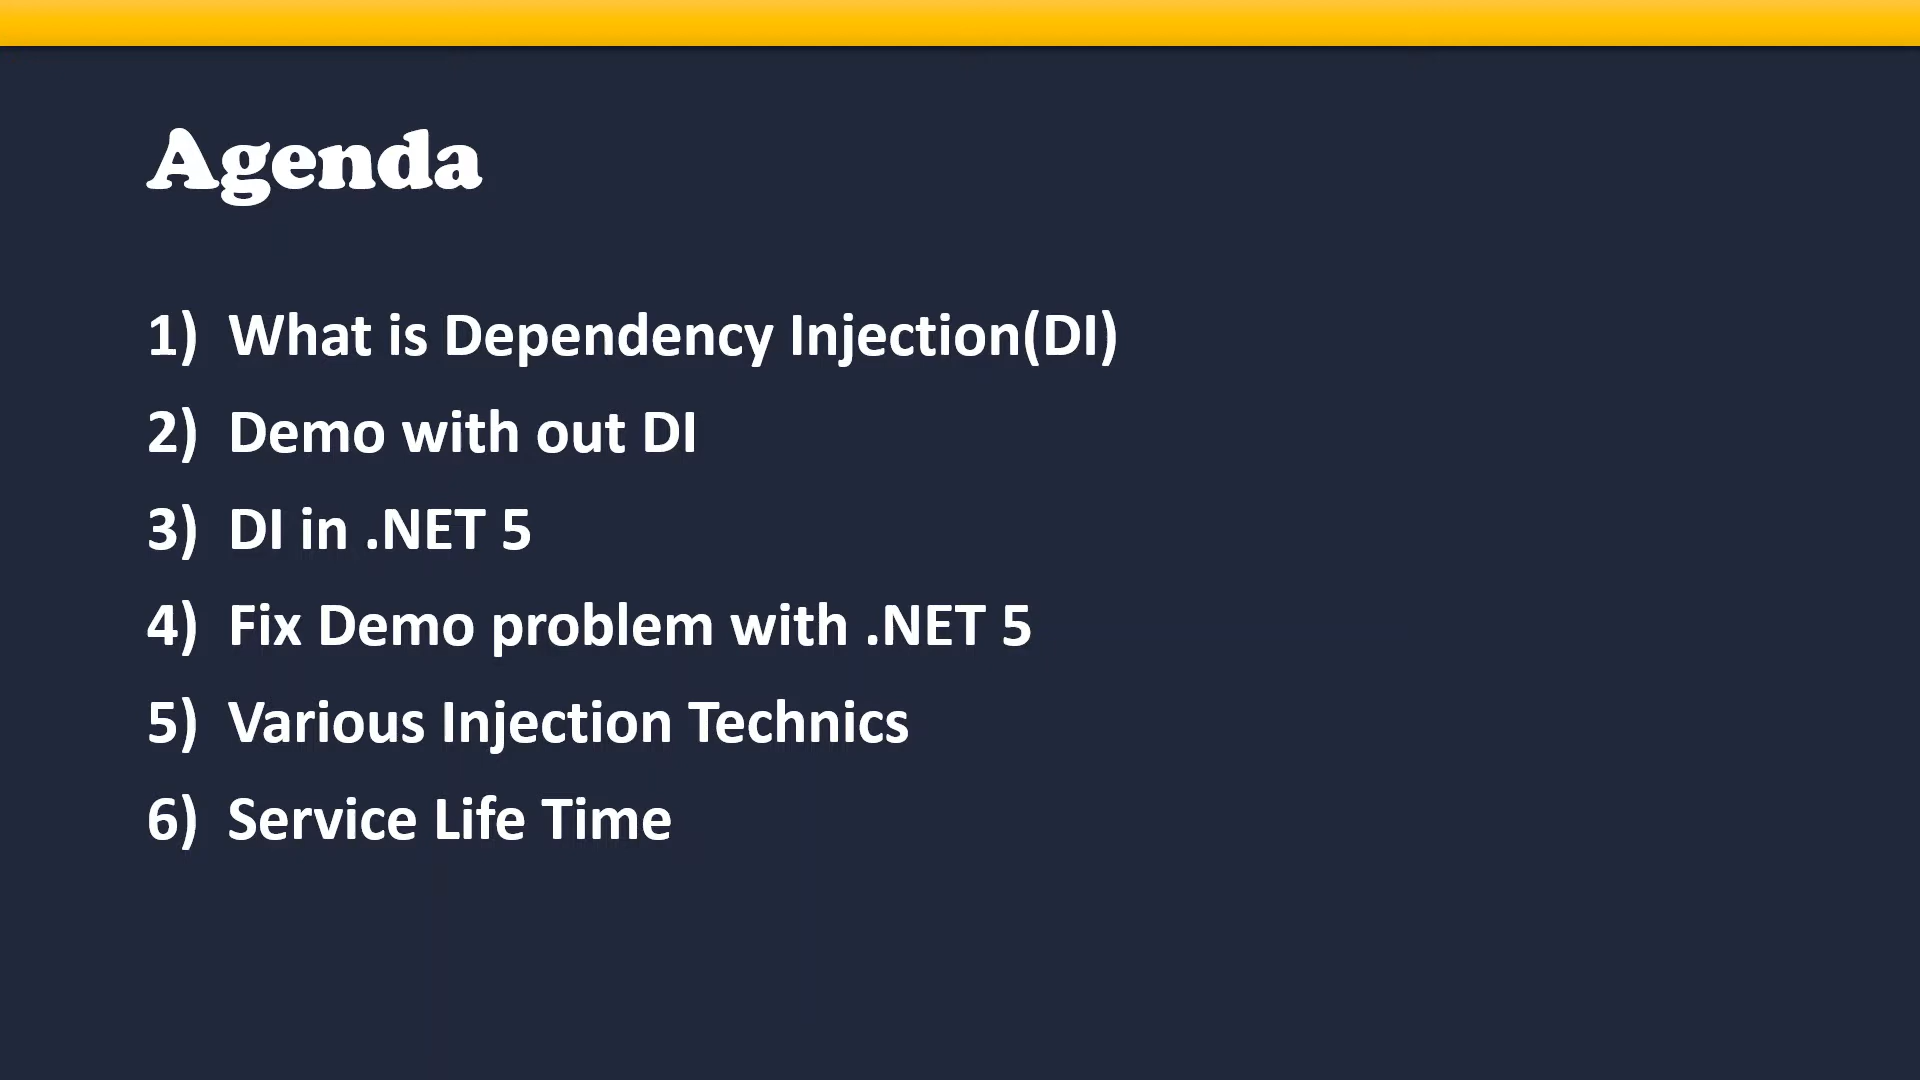 Agenda
1) What is Dependency Injection(DI)
2) Demo with out DI
3) DI in .NET 5
4) Fix Demo problem with .NET 5
5) Various Injection Technics
6) Service Life Time